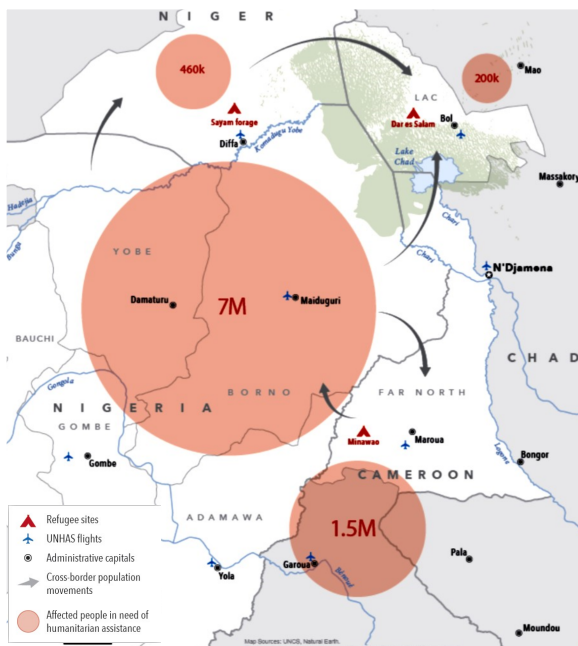 NIGER
460k
200k
Mao
LAC
Sayam forage
Dar es Salam
Bol
Diffa
Komadugu Yobe
Lake
Chad
Massakory
Hadejia
Bunga
Chari
Chari
YOBE
N'Djamena
Damaturu
7M
Maiduguri
BAUCHI
CHAD
Gongola
BORNO
FAR NORTH
NIGERIA
GOMBE
Minawao
Maroua
Logone
Gombe
Bongor
CAMEROON
ADAMAWA
1.5M
Pala
Yola
Garoua
Bénoué
Moundou
Refugee sites
UNHAS flights
Administrative capitals
Cross-border population
movements
Affected people in need of
humanitarian assistance
Map Sources: UNCS, Natural Earth.